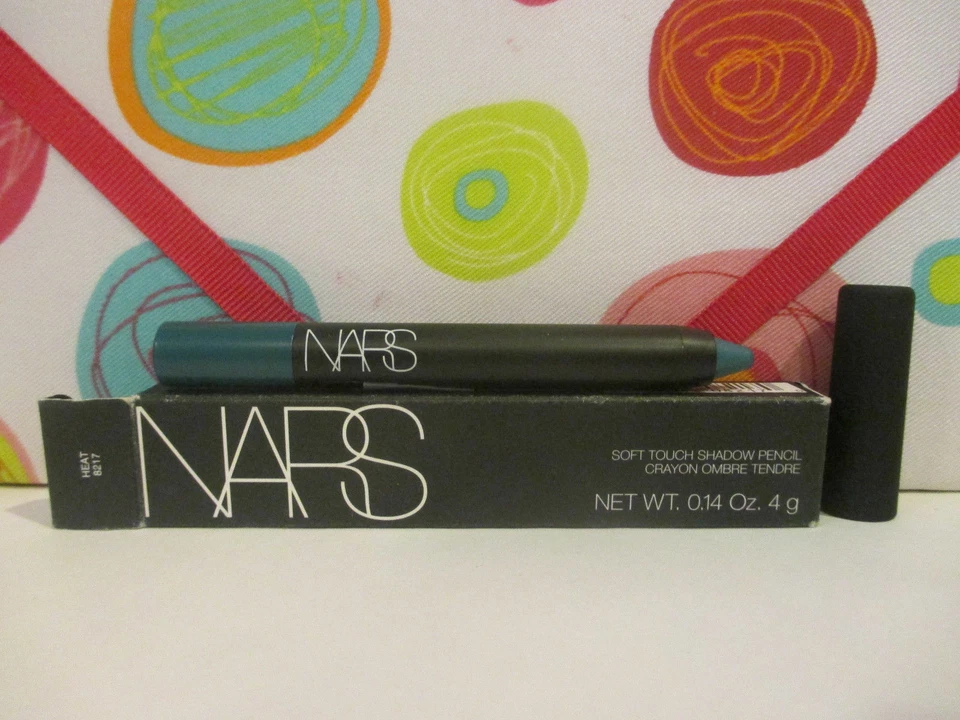 NARS
HEAT
8217
NARS
SOFT TOUCH SHADOW PENCIL
CRAYON OMBRE TENDRE
NET WT. 0.14 Oz. 4 g